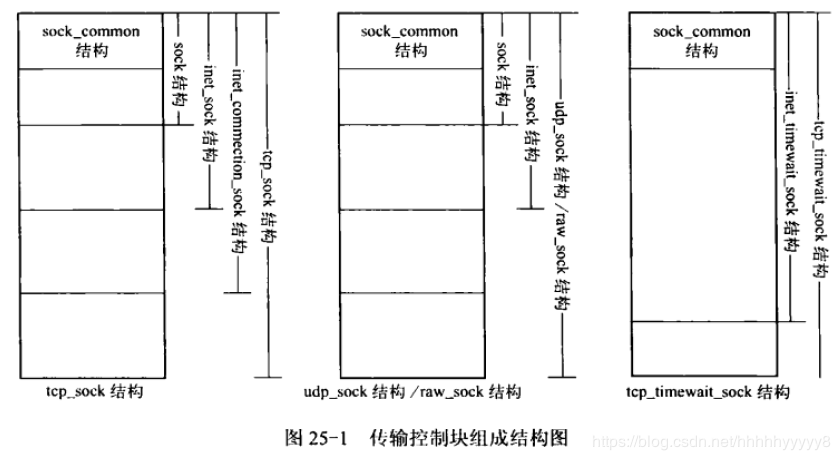 sock_common
结构
sock 结构
inet_sock 结构
inet_commection_sock 结构
tcp_sock 结构
tcp_sock 结构
sock_common
结构
sock 结构
inet_sock 结构
udp_sock 结构 /raw_sock 结构
udp_sock 结构 /raw_sock 结构
sock_common
结构
inet_timewait_sock 结构
tcp_timewait_sock 结构
tcp_timewait_sock 结构
图 25-1 传输控制块组成结构图
https://blog.csdn.net/hhhhhyyyyy8